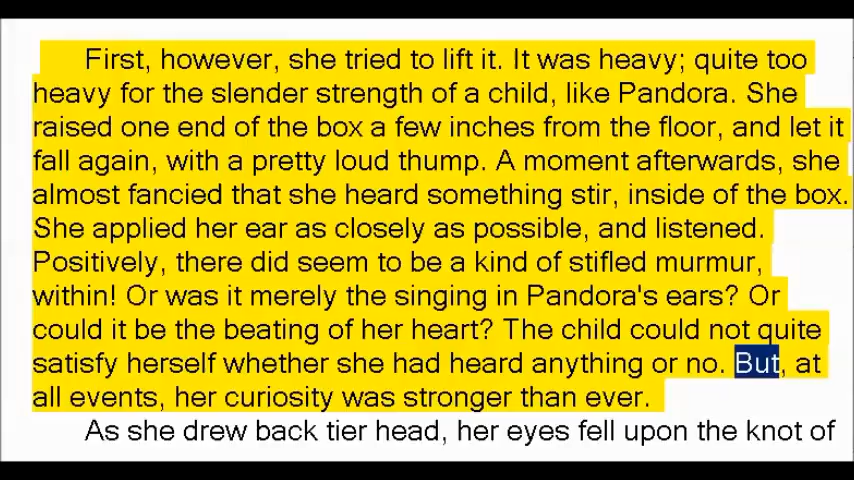 First, however, she tried to lift it. It was heavy; quite too
heavy for the slender strength of a child, like Pandora. She
raised one end of the box a few inches from the floor, and let it
fall again, with a pretty loud thump. A moment afterwards, she
almost fancied that she heard something stir, inside of the box.
She applied her ear as closely as possible, and listened.
Positively, there did seem to be a kind of stifled murmur,
within! Or was it merely the singing in Pandora's ears? Or
could it be the beating of her heart? The child could not quite
satisfy herself whether she had heard anything or no. But, at
all events, her curiosity was stronger than ever.
As she drew back tier head, her eyes fell upon the knot of